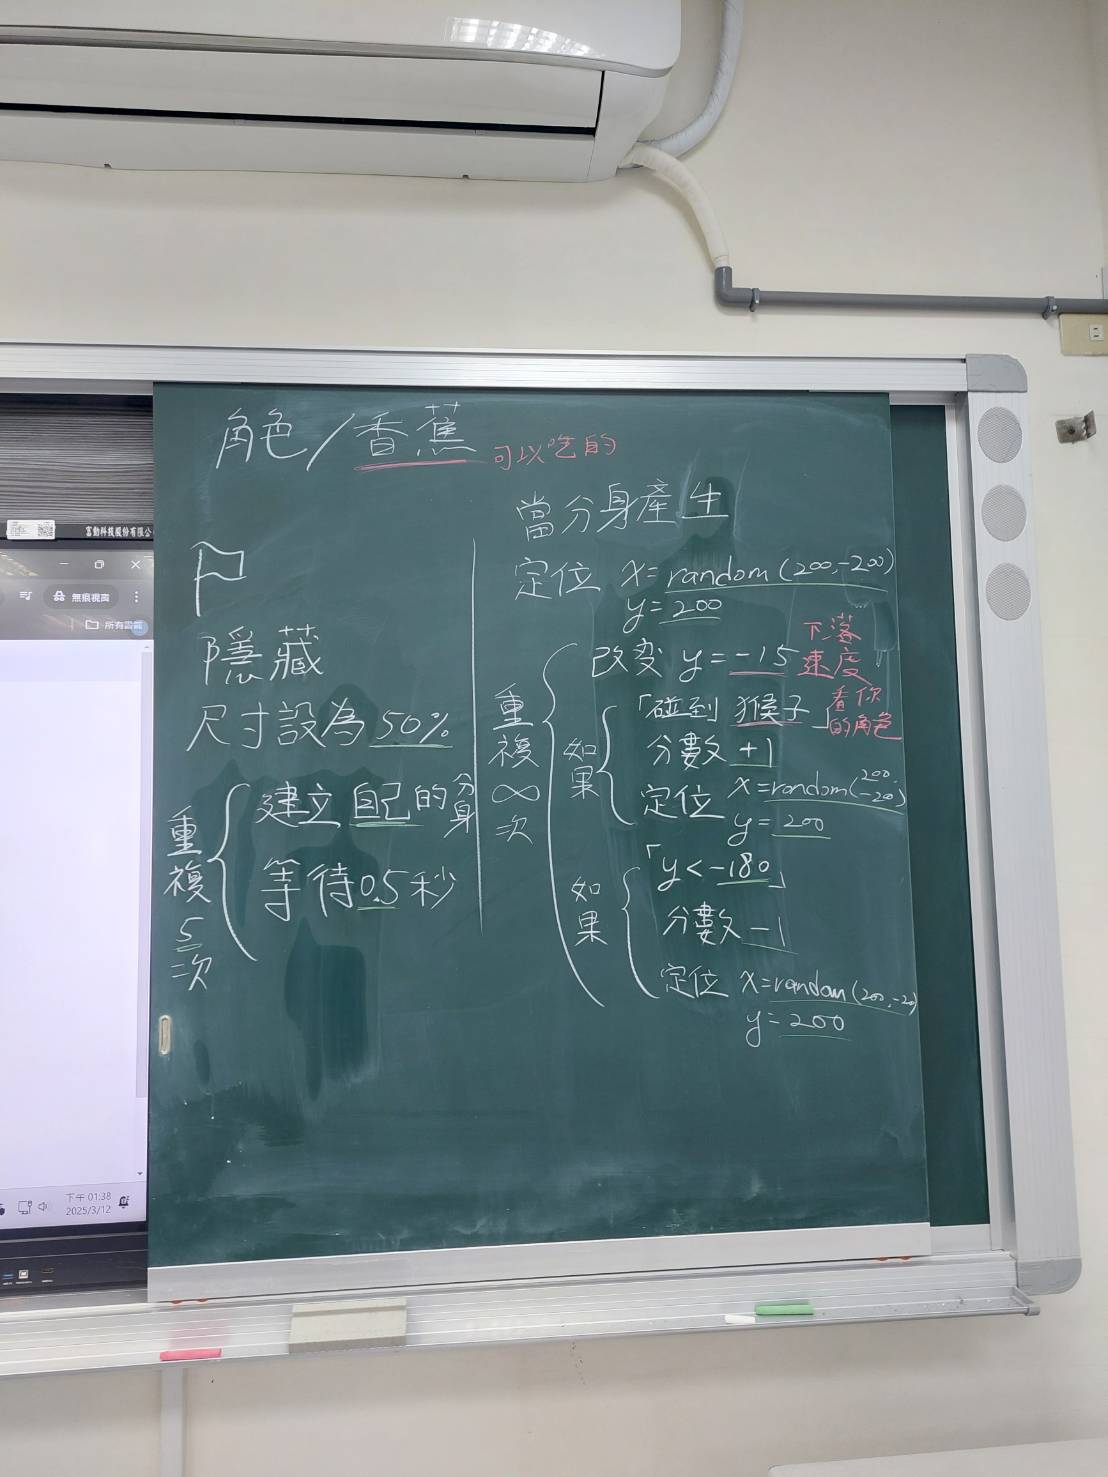 角色/香蕉 可以吃的
隱藏
尺寸設為50%
重複5次
建立自己的分身
等待0.5秒
當分身產生
定位 x=random(200,-200)
y=200
重複∞次
改變 y=-15 下落速度
如果
「碰到 猴子」 看你的角色
分數+1
定位 x=random(200,-20)
y=200
如果
「y<-180」
分數-1
定位 x=random(200,-20)
y=200
富動科技股份有限公
無痕視窗
所有書籤
下午 01:38
2025/3/12